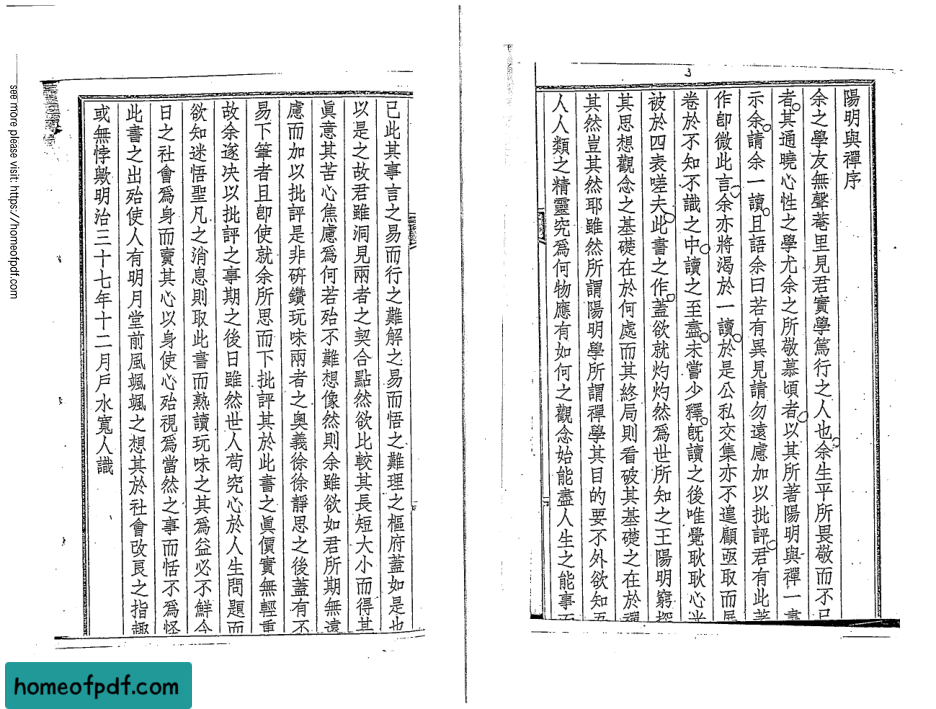 3
陽明與禪序
余之學友無聲菴里見君實學篤行之人也余生平所畏敬而不已
者其通曉心性之學尤余之所敬慕頃者以其所著陽明與禪一書
示余請余一讀且語余曰若有異見請勿遠慮加以批評君有此著
作卽微此言余亦將渴於一讀於是公私交集亦不遑顧亟取而展
卷於不知不識之中讀之至盡未嘗少釋旣讀之後唯覺耿耿心光
被於四表嗟夫此書之作蓋欲就灼灼然爲世所知之王陽明窮探
其思想觀念之基礎在於何處而其終局則看破其基礎之在於禪
其然豈其然耶雖然所謂陽明學所謂禪學其目的要不外欲知吾
人人類之精靈究爲何物應有如何之觀念始能盡人生之能事而
已此其事言之易而行之難解之易而悟之難理之樞府蓋如是也
以是之故君雖洞見兩者之契合點然欲比較其長短大小而得其
眞意其苦心焦慮爲何若殆不難想像然則余雖欲如君所期無遠
慮而加以批評是非硏鑽玩味兩者之奧義徐徐靜思之後蓋有不
易下筆者且卽使就余所思而下批評其於此書之眞價實無輕重
故余遂决以批評之事期之後日雖然世人苟究心於人生問題而
欲知迷悟聖凡之消息則取此書而熟讀玩味之其爲益必不鮮今
日之社會爲身而賣其心以身使心殆視爲當然之事而恬不爲怪
此書之出殆使人有明月堂前風颯颯之想其於社會改良之指趣
或無悖歟明治三十七年十二月戶水寬人識
see more please visit: https://homeofpdf.com
homeofpdf.com